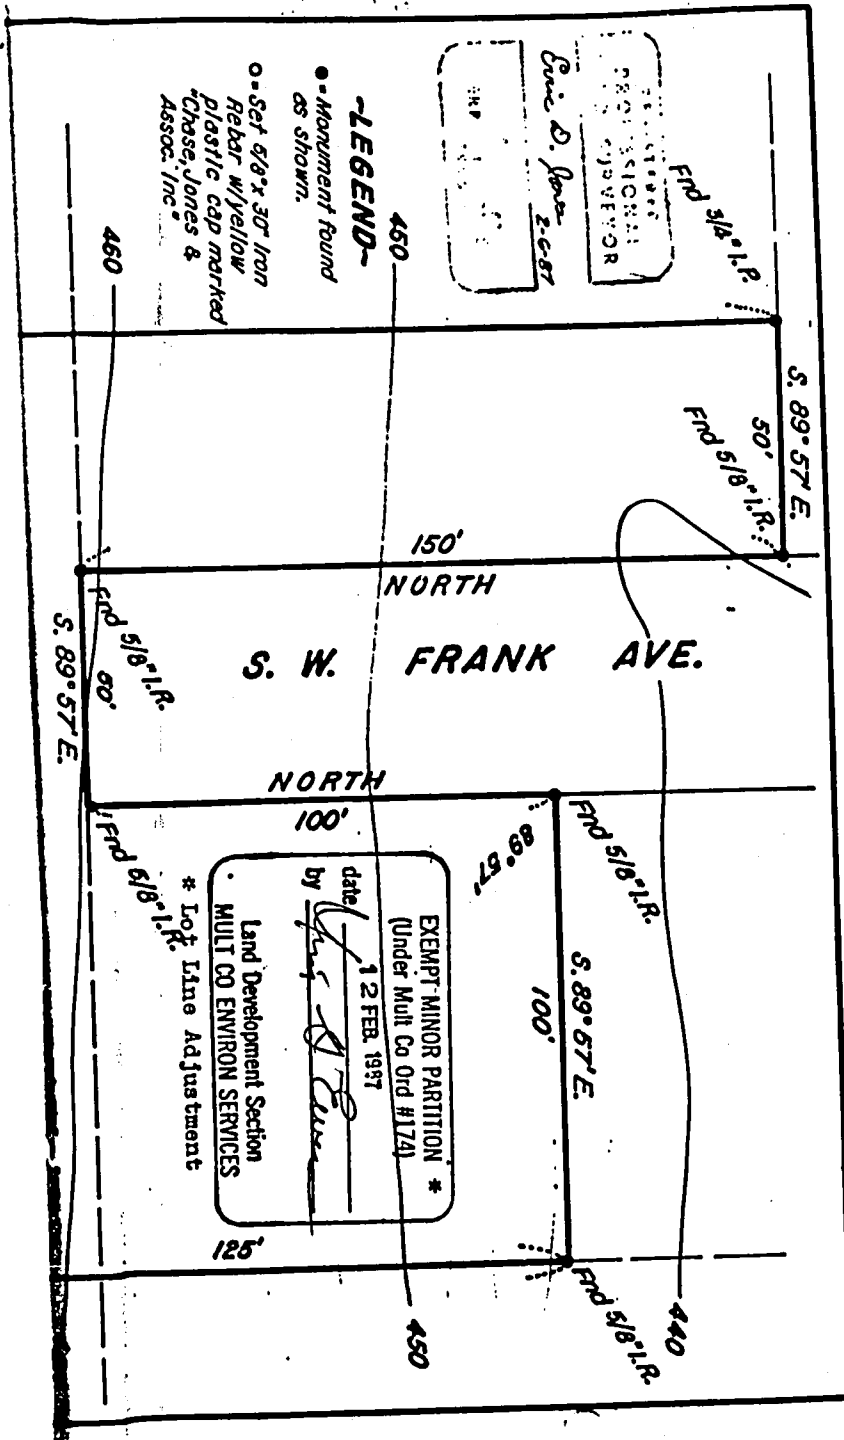 REGISTERED
PROFESSIONAL
SURVEYOR
2-6-87
-LEGEND-
●=Monument found
as shown.
o=Set 5/8"x 30" Iron
Rebar w/yellow
plastic cap marked
"Chase, Jones &
Assoc. Inc"
Fnd 3/4" I.P.
S. 89°57' E.
50'
Fnd 5/8" I.R.
450
460
150'
NORTH
S. W. FRANK AVE.
Fnd 5/8" I.R.
50'
S. 89°57' E.
NORTH
100'
Fnd 5/8" I.R.
89°57'
Fnd 5/8" I.R.
S. 89°57' E.
100'
EXEMPT-MINOR PARTITION *
(Under Mult Co Ord #174)
date 12 FEB. 1987
by
Land Development Section
MULT CO ENVIRON SERVICES
* Lot Line Adjustment
125'
Fnd 5/8" I.R.
440
450